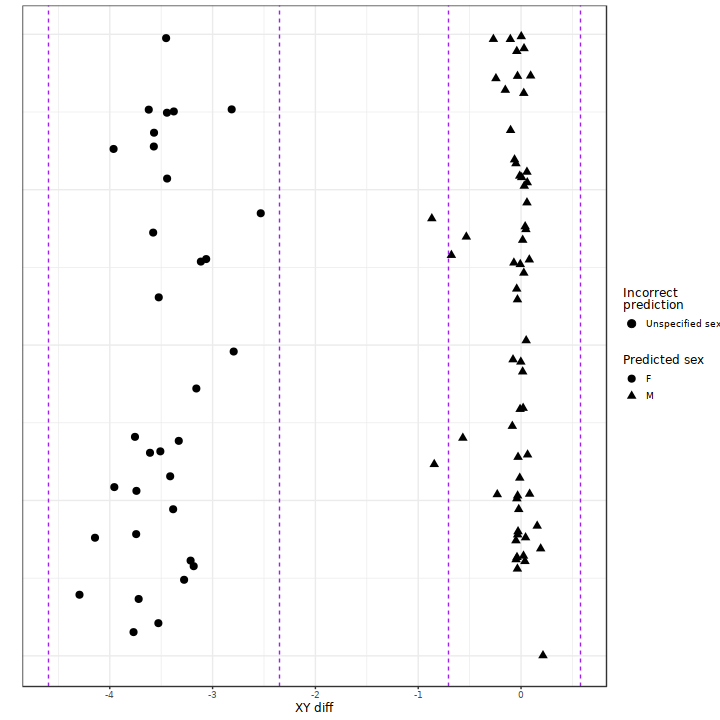 Incorrect
prediction
Unspecified sex
Predicted sex
F
M
-4 -3 -2 -1 0
XY diff